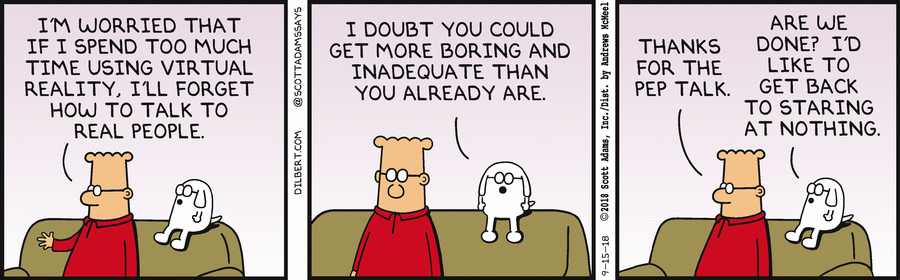 I'M WORRIED THAT
IF I SPEND TOO MUCH
TIME USING VIRTUAL
REALITY, I'LL FORGET
HOW TO TALK TO
REAL PEOPLE.
DILBERT.COM @SCOTTADAMSSAYS
I DOUBT YOU COULD
GET MORE BORING AND
INADEQUATE THAN
YOU ALREADY ARE.
9-15-18 ©2018 Scott Adams, Inc./Dist. by Andrews McMeel
THANKS
FOR THE
PEP TALK.
ARE WE
DONE? I'D
LIKE TO
GET BACK
TO STARING
AT NOTHING.